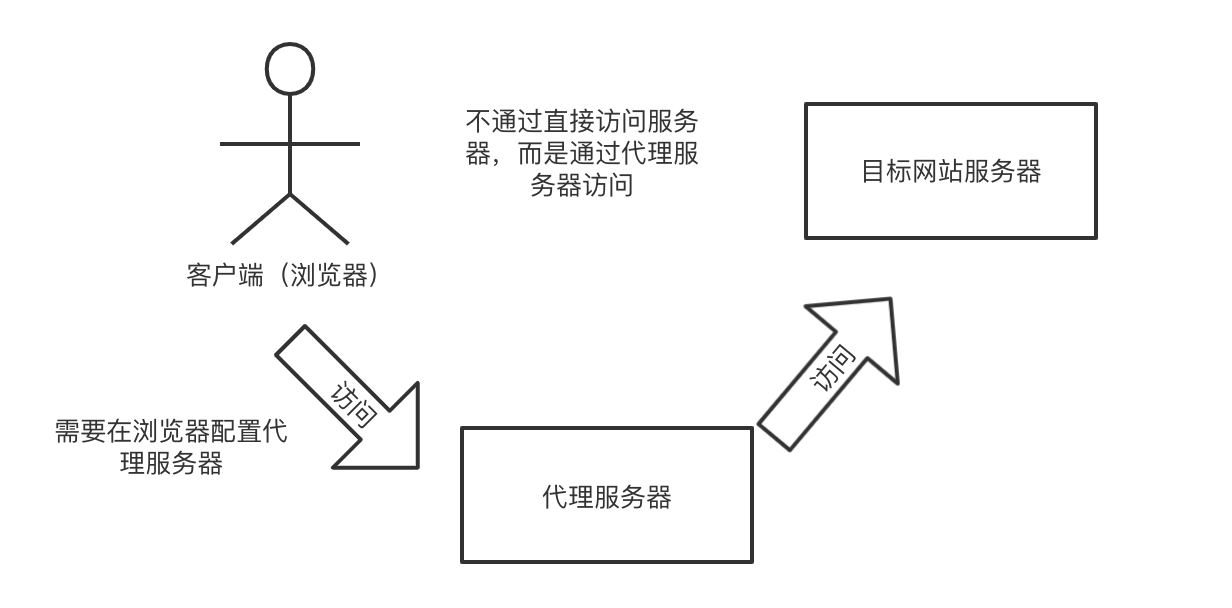 不通过直接访问服务
器，而是通过代理服
务器访问
目标网站服务器
客户端（浏览器）
访问
访问
需要在浏览器配置代
理服务器
代理服务器